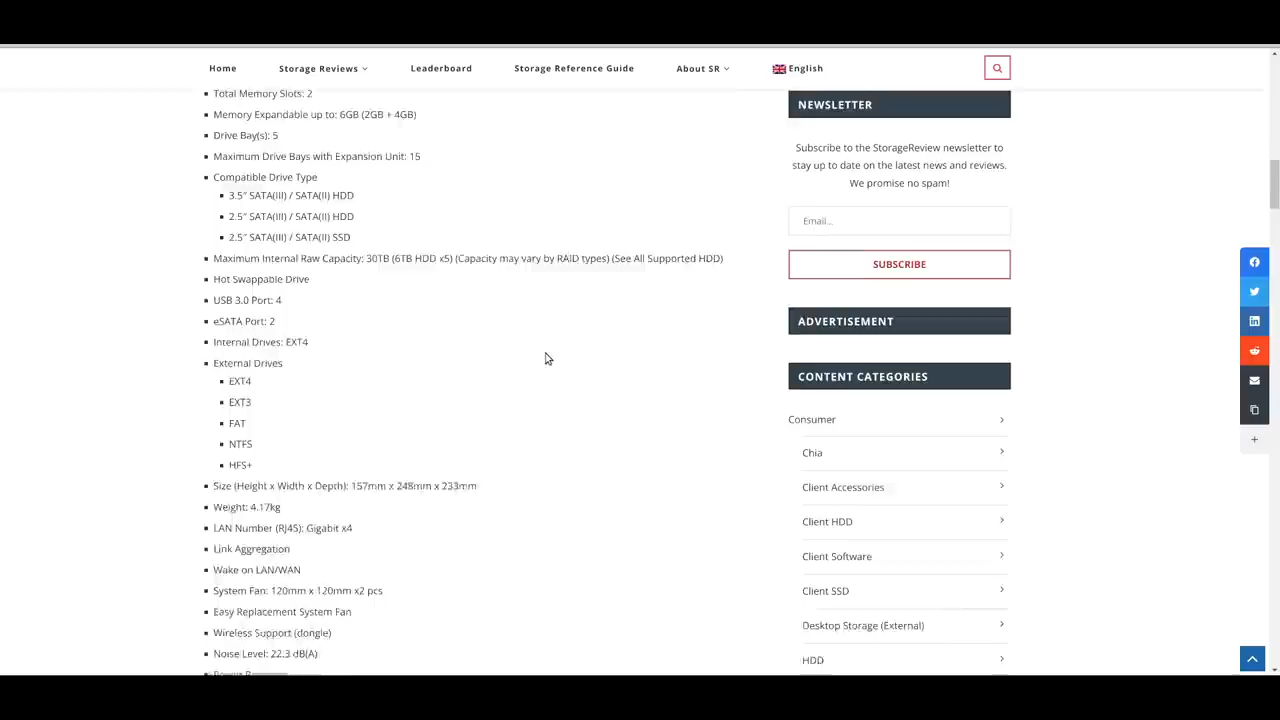 Home
Storage Reviews
Leaderboard
Storage Reference Guide
About SR
English
Total Memory Slots: 2
Memory Expandable up to: 6GB (2GB + 4GB)
Drive Bay(s): 5
Maximum Drive Bays with Expansion Unit: 15
Compatible Drive Type
3.5″ SATA(III) / SATA(II) HDD
2.5″ SATA(III) / SATA(II) HDD
2.5″ SATA(III) / SATA(II) SSD
Maximum Internal Raw Capacity: 30TB (6TB HDD x5) (Capacity may vary by RAID types) (See All Supported HDD)
Hot Swappable Drive
USB 3.0 Port: 4
eSATA Port: 2
Internal Drives: EXT4
External Drives
EXT4
EXT3
FAT
NTFS
HFS+
Size (Height x Width x Depth): 157mm x 248mm x 233mm
Weight: 4.17kg
LAN Number (RJ45): Gigabit x4
Link Aggregation
Wake on LAN/WAN
System Fan: 120mm x 120mm x2 pcs
Easy Replacement System Fan
Wireless Support (dongle)
Noise Level: 22.3 dB(A)
NEWSLETTER
Subscribe to the StorageReview newsletter to
stay up to date on the latest news and reviews.
We promise no spam!
Email...
SUBSCRIBE
ADVERTISEMENT
CONTENT CATEGORIES
Consumer
Chia
Client Accessories
Client HDD
Client Software
Client SSD
Desktop Storage (External)
HDD